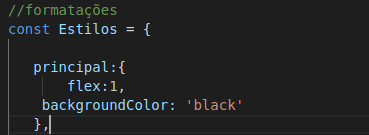 //formatações
const Estilos = {
principal:{
flex:1,
backgroundColor: 'black'
},